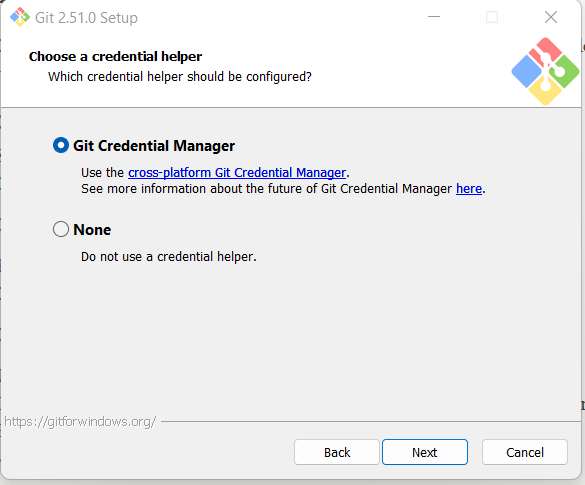 Git 2.51.0 Setup
Choose a credential helper
Which credential helper should be configured?
Git Credential Manager
Use the cross-platform Git Credential Manager.
See more information about the future of Git Credential Manager here.
None
Do not use a credential helper.
https://gitforwindows.org/
Back
Next
Cancel